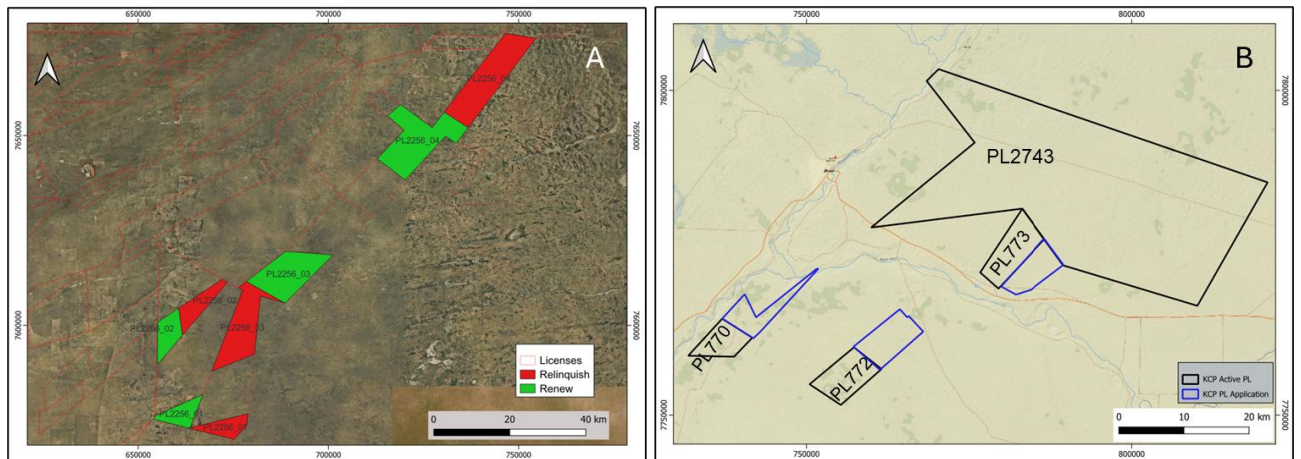 650000
700000
750000
A
PL2256_04
7650000
7650000
PL2256_04
PL2256_03
PL2256_02
PL2256_03
7600000
PL2256_02
7600000
Licenses
Relinquish
Renew
PL2256_01
PL2256_01
0 20 40 km
650000
700000
750000
750000
800000
B
7800000
7800000
PL2743
PL773
PL770
PL772
KCP Active PL
KCP PL Application
7750000
7750000
0 10 20 km
750000
800000